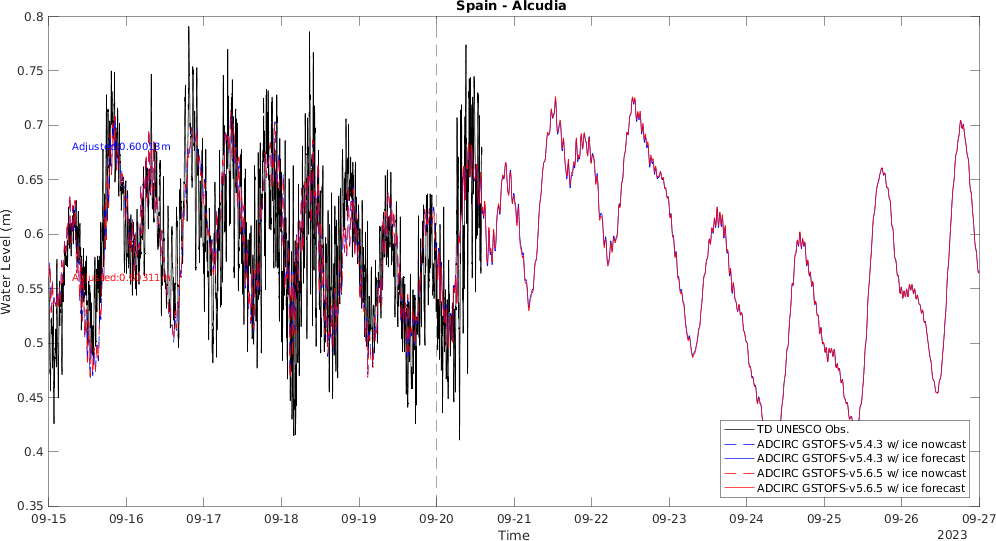 Spain - Alcudia
Water Level (m)
0.8
0.75
0.7
0.65
0.6
0.55
0.5
0.45
0.4
0.35
TD UNESCO Obs.
ADCIRC GSTOFS-v5.4.3 w/ ice nowcast
ADCIRC GSTOFS-v5.4.3 w/ ice forecast
ADCIRC GSTOFS-v5.6.5 w/ ice nowcast
ADCIRC GSTOFS-v5.6.5 w/ ice forecast
09-15 09-16 09-17 09-18 09-19 09-20 09-21 09-22 09-23 09-24 09-25 09-26 09-27
Time
2023